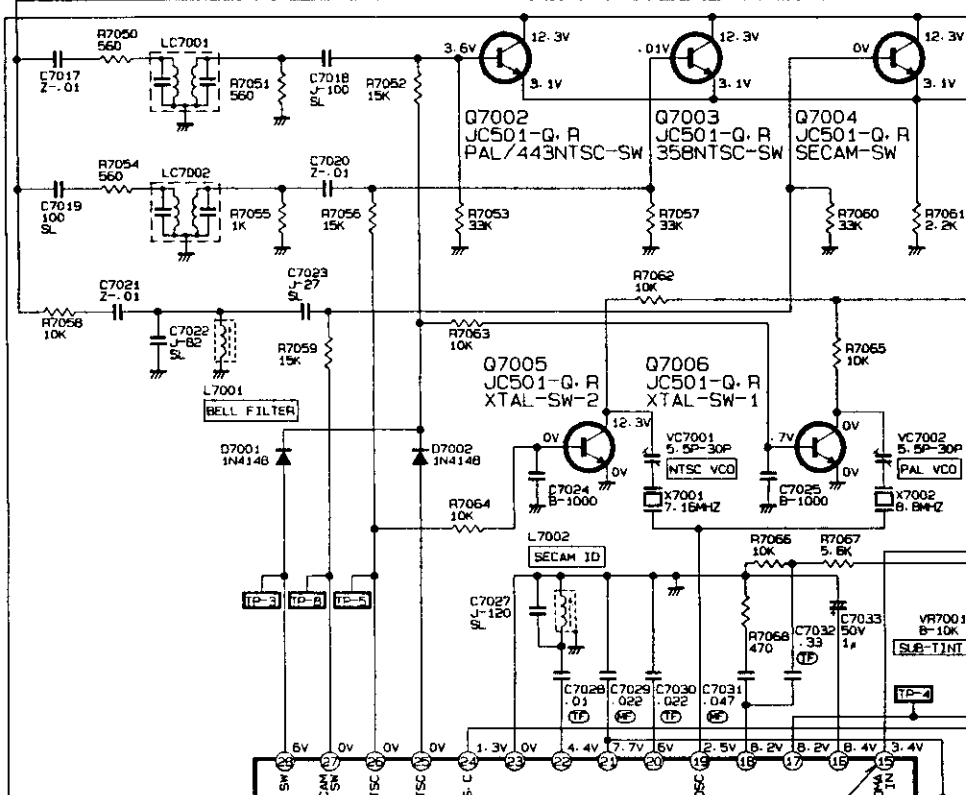 R7050
560
LC7001
C7017
Z-.01
R7051
560
C7018
J-100
SL
R7052
15K
3.6V
12.3V
3.1V
.01V
12.3V
3.1V
0V
12.3V
3.1V
Q7002
JC501-Q.R
PAL/443NTSC-SW
Q7003
JC501-Q.R
358NTSC-SW
Q7004
JC501-Q.R
SECAM-SW
R7054
560
LC7002
C7020
Z-.01
C7019
100
SL
R7055
1K
R7056
15K
R7053
33K
R7057
33K
R7060
33K
R7061
2.2K
C7021
Z-.01
C7023
J-27
SL
R7062
10K
R7058
10K
C7022
J-82
SL
R7059
15K
R7063
10K
R7065
10K
L7001
BELL FILTER
Q7005
JC501-Q.R
XTAL-SW-2
Q7006
JC501-Q.R
XTAL-SW-1
D7001
1N4148
D7002
1N4148
0V
12.3V
0V
VC7001
5.5P-30P
NTSC VCO
.7V
0V
0V
VC7002
5.5P-30P
PAL VCO
C7024
B-1000
X7001
7.16MHZ
C7025
B-1000
X7002
8.8MHZ
R7064
10K
L7002
SECAM ID
R7066
10K
R7067
5.6K
TP-3
TP-8
TP-5
C7027
J-120
SL
R7068
470
C7032
.33
TF
C7033
50V
1μ
VR7001
B-10K
SUB-TINT
C7028
.01
TF
C7029
.022
MF
C7030
.022
TF
C7031
.047
MF
TP-4
6V
0V
0V
0V
1.3V
0V
4.4V
7.7V
6V
2.5V
8.2V
8.2V
8.4V
3.4V
28
27
26
25
24
23
22
21
20
19
18
17
16
15
SW
CAM
SW
TSC
TSC
OSC
OMA
IN